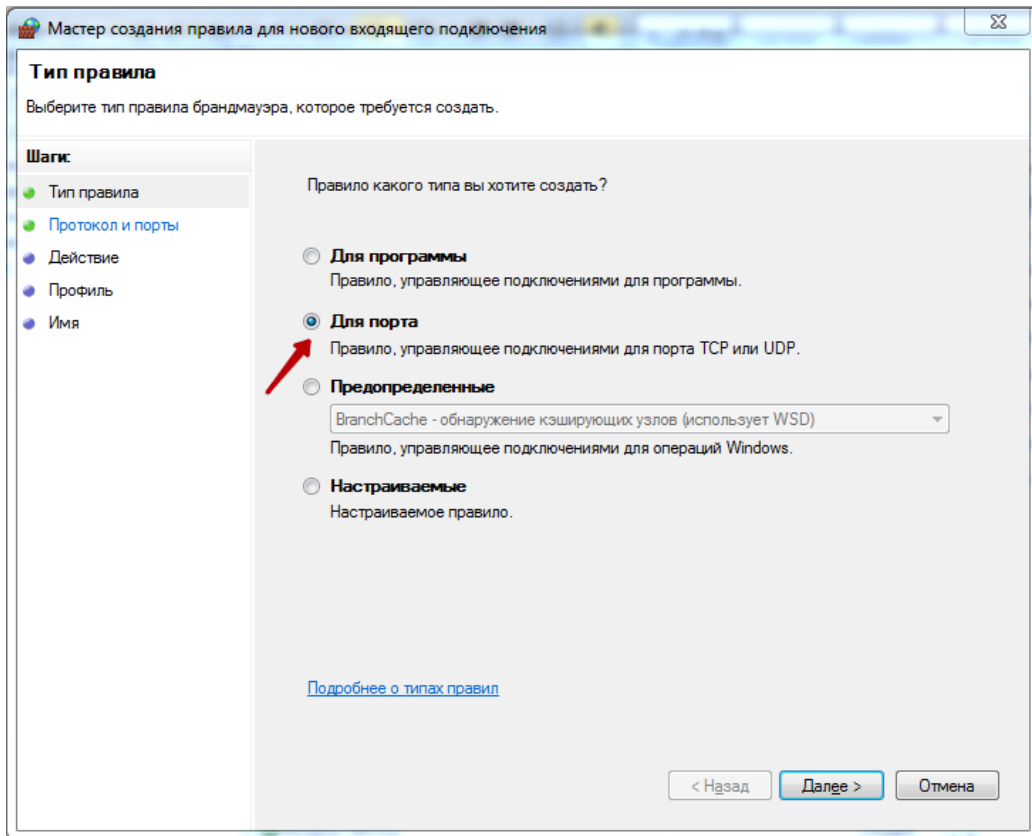 Мастер создания правила для нового входящего подключения
Тип правила
Выберите тип правила брандмауэра, которое требуется создать.
Шаги:
Тип правила
Протокол и порты
Действие
Профиль
Имя
Правило какого типа вы хотите создать?
Для программы
Правило, управляющее подключениями для программы.
Для порта
Правило, управляющее подключениями для порта TCP или UDP.
Предопределенные
BranchCache - обнаружение кэширующих узлов (использует WSD)
Правило, управляющее подключениями для операций Windows.
Настраиваемые
Настраиваемое правило.
Подробнее о типах правил
< Назад
Далее >
Отмена